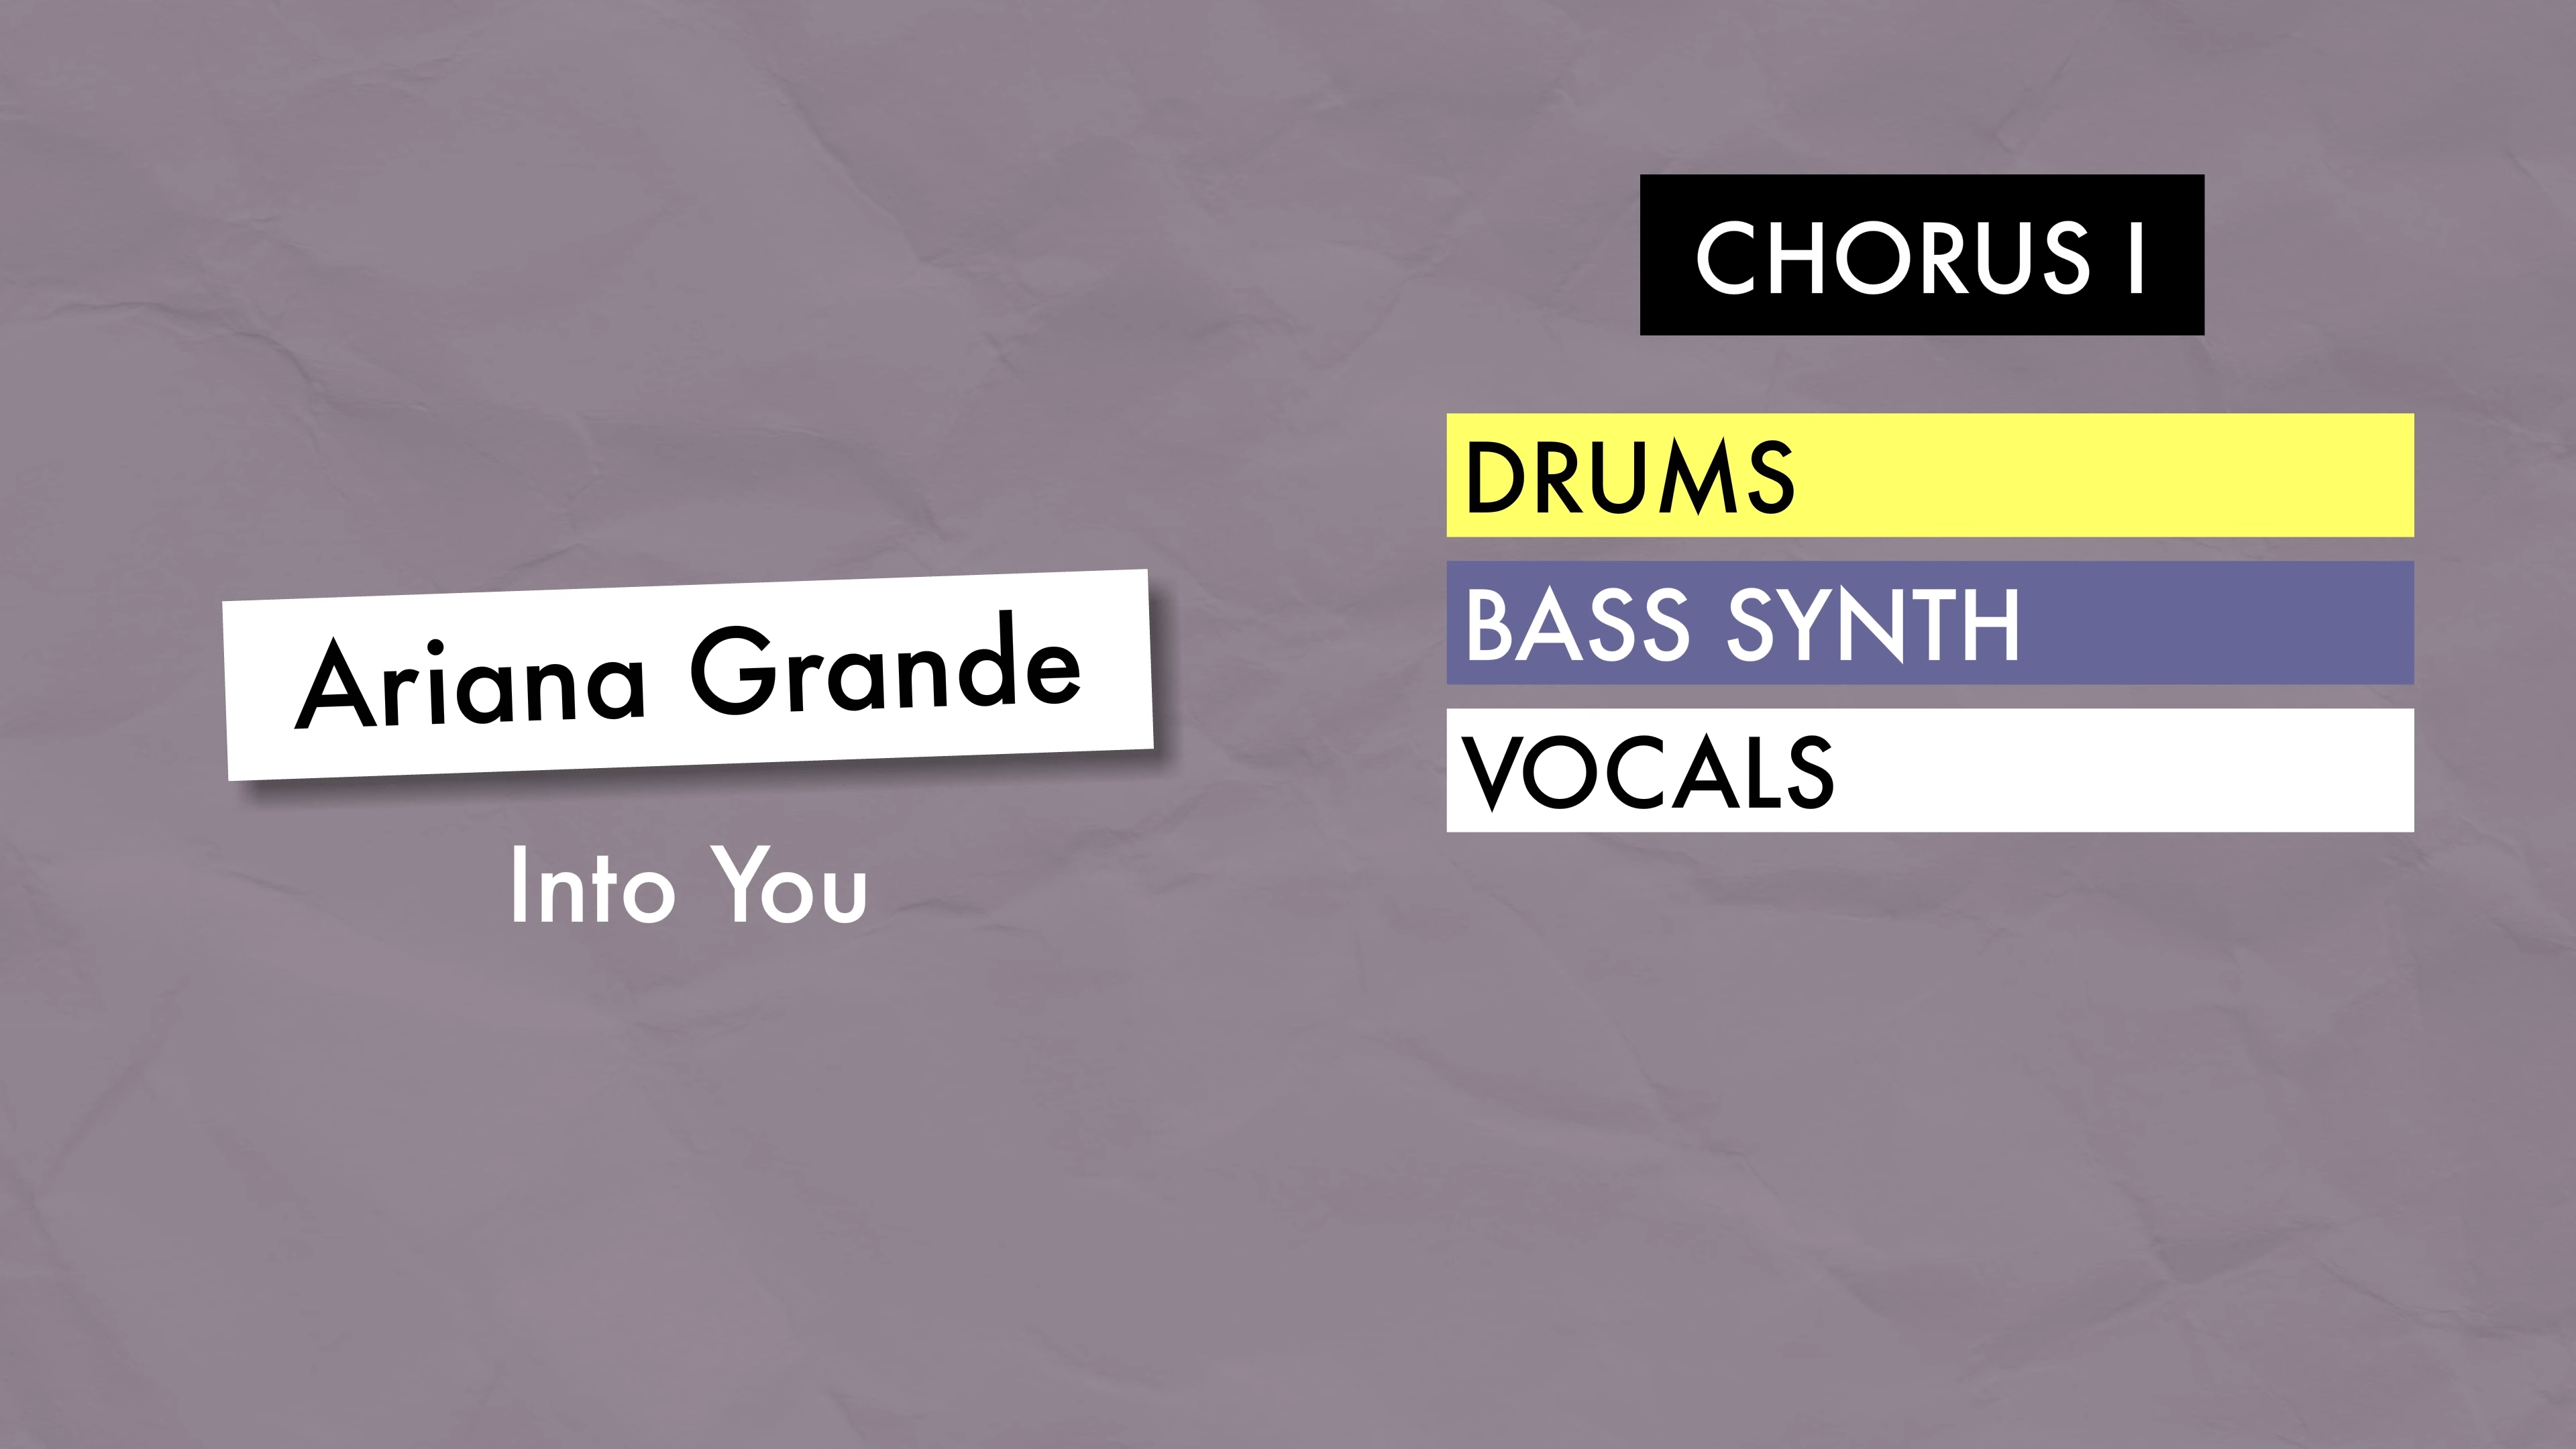 Ariana Grande
Into You
CHORUS I
DRUMS
BASS SYNTH
VOCALS